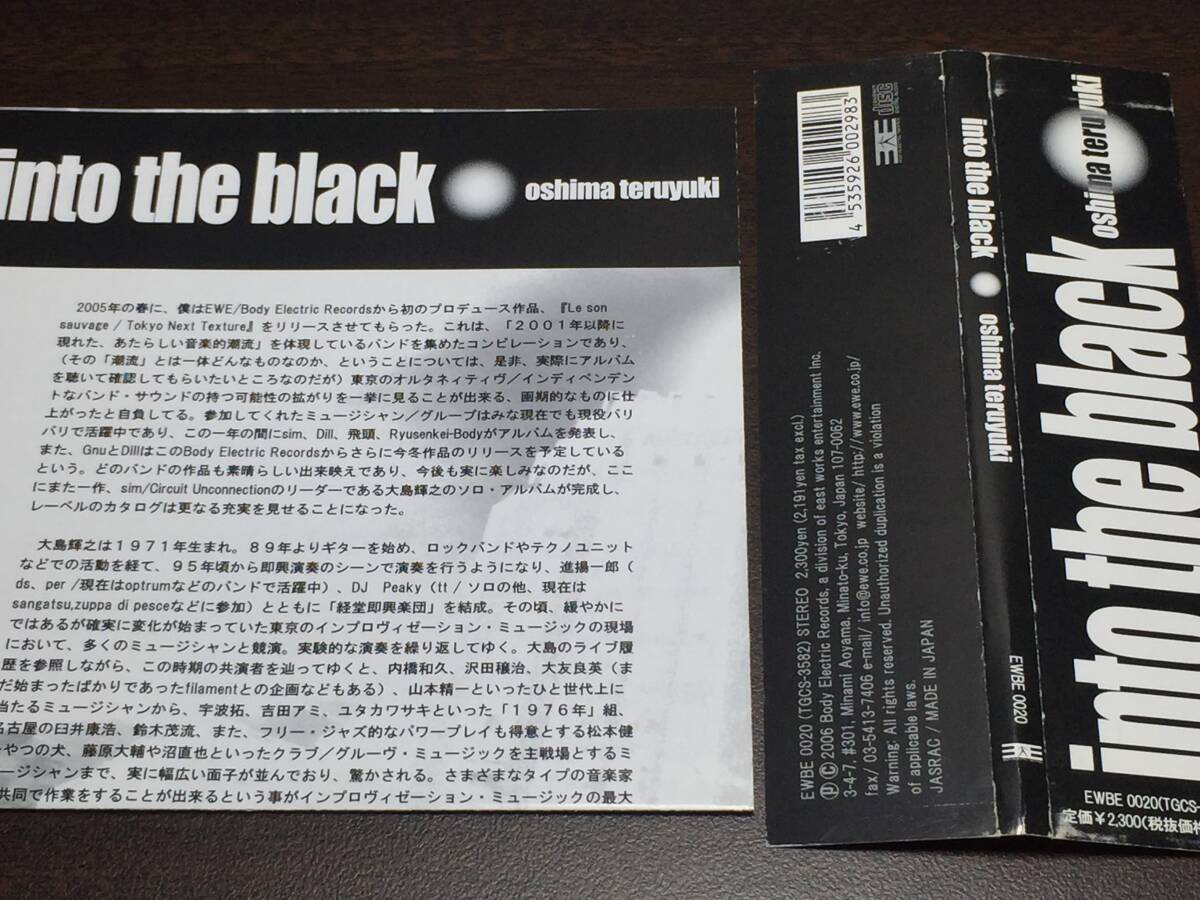 into the black
oshima teruyuki
2005年の春に、僕はEWE/Body Electric Recordsから初のプロデュース作品、『Le son
sauvage / Tokyo Next Texture』をリリースさせてもらった。これは、「2001年以降に
現れた、あたらしい音楽的潮流」を体現しているバンドを集めたコンピレーションであり、
（その「潮流」とは一体どんなものなのか、ということについては、是非、実際にアルバム
を聴いて確認してもらいたいところなのだが）東京のオルタネィティヴ／インディペンデン
トなバンド・サウンドの持つ可能性の拡がりを一挙に見ることが出来る、画期的なものに仕
上がったと自負してる。参加してくれたミュージシャン／グループはみな現在でも現役バリ
バリで活躍中であり、この一年の間にsim、Dill、飛頭、Ryusenkei-Bodyがアルバムを発表し、
また、GnuとDillはこのBody Electric Recordsからさらに今冬作品のリリースを予定している
という。どのバンドの作品も素晴らしい出来映えであり、今後も実に楽しみなのだが、ここ
にまた一作、sim/Circuit Unconnectionのリーダーである大島輝之のソロ・アルバムが完成し、
レーベルのカタログは更なる充実を見せることになった。
大島輝之は1971年生まれ。89年よりギターを始め、ロックバンドやテクノユニット
などでの活動を経て、95年頃から即興演奏のシーンで演奏を行うようになり、進揚一郎（
ds、per /現在はoptrumなどのバンドで活躍中）、DJ Peaky（tt / ソロの他、現在は
sangatsu,zuppa di pesceなどに参加）とともに「経堂即興楽団」を結成。その頃、緩やかに
ではあるが確実に変化が始まっていた東京のインプロヴィゼーション・ミュージックの現場
において、多くのミュージシャンと競演。実験的な演奏を繰り返してゆく。大島のライブ履
歴を参照しながら、この時期の共演者を辿ってゆくと、内橋和久、沢田穣治、大友良英（ま
だ始まったばかりであったfilamentとの企画などもある）、山本精一といったひと世代上に
当たるミュージシャンから、宇波拓、吉田アミ、ユタカワサキといった「1976年」組、
名古屋の臼井康浩、鈴木茂流、また、フリー・ジャズ的なパワープレイも得意とする松本健
やつの犬、藤原大輔や沼直也といったクラブ／グルーヴ・ミュージックを主戦場とするミ
ージシャンまで、実に幅広い面子が並んでおり、驚かされる。さまざまなタイプの音楽家
共同で作業をすることが出来るという事がインプロヴィゼーション・ミュージックの最大
4 535926 002983
disc
EWBE 0020 (TGCS-3582) STEREO 2,300yen (2,191yen tax excl.)
Ⓟ Ⓒ 2006 Body Electric Records, a division of east works entertainment Inc.
3-4-7, #301, Minami Aoyama, Minato-ku, Tokyo, Japan 107-0062
fax/ 03-5413-7406 e-mail/ info@ewe.co.jp website/ http://www.ewe.co.jp/
Warning: All rights reserved. Unauthorized duplication is a violation
of applicable laws.
JASRAC / MADE IN JAPAN
into the black
oshima teruyuki
EWBE 0020
into the black
oshima teruyuki
EWBE 0020(TGCS-
定価￥2,300(税抜価格